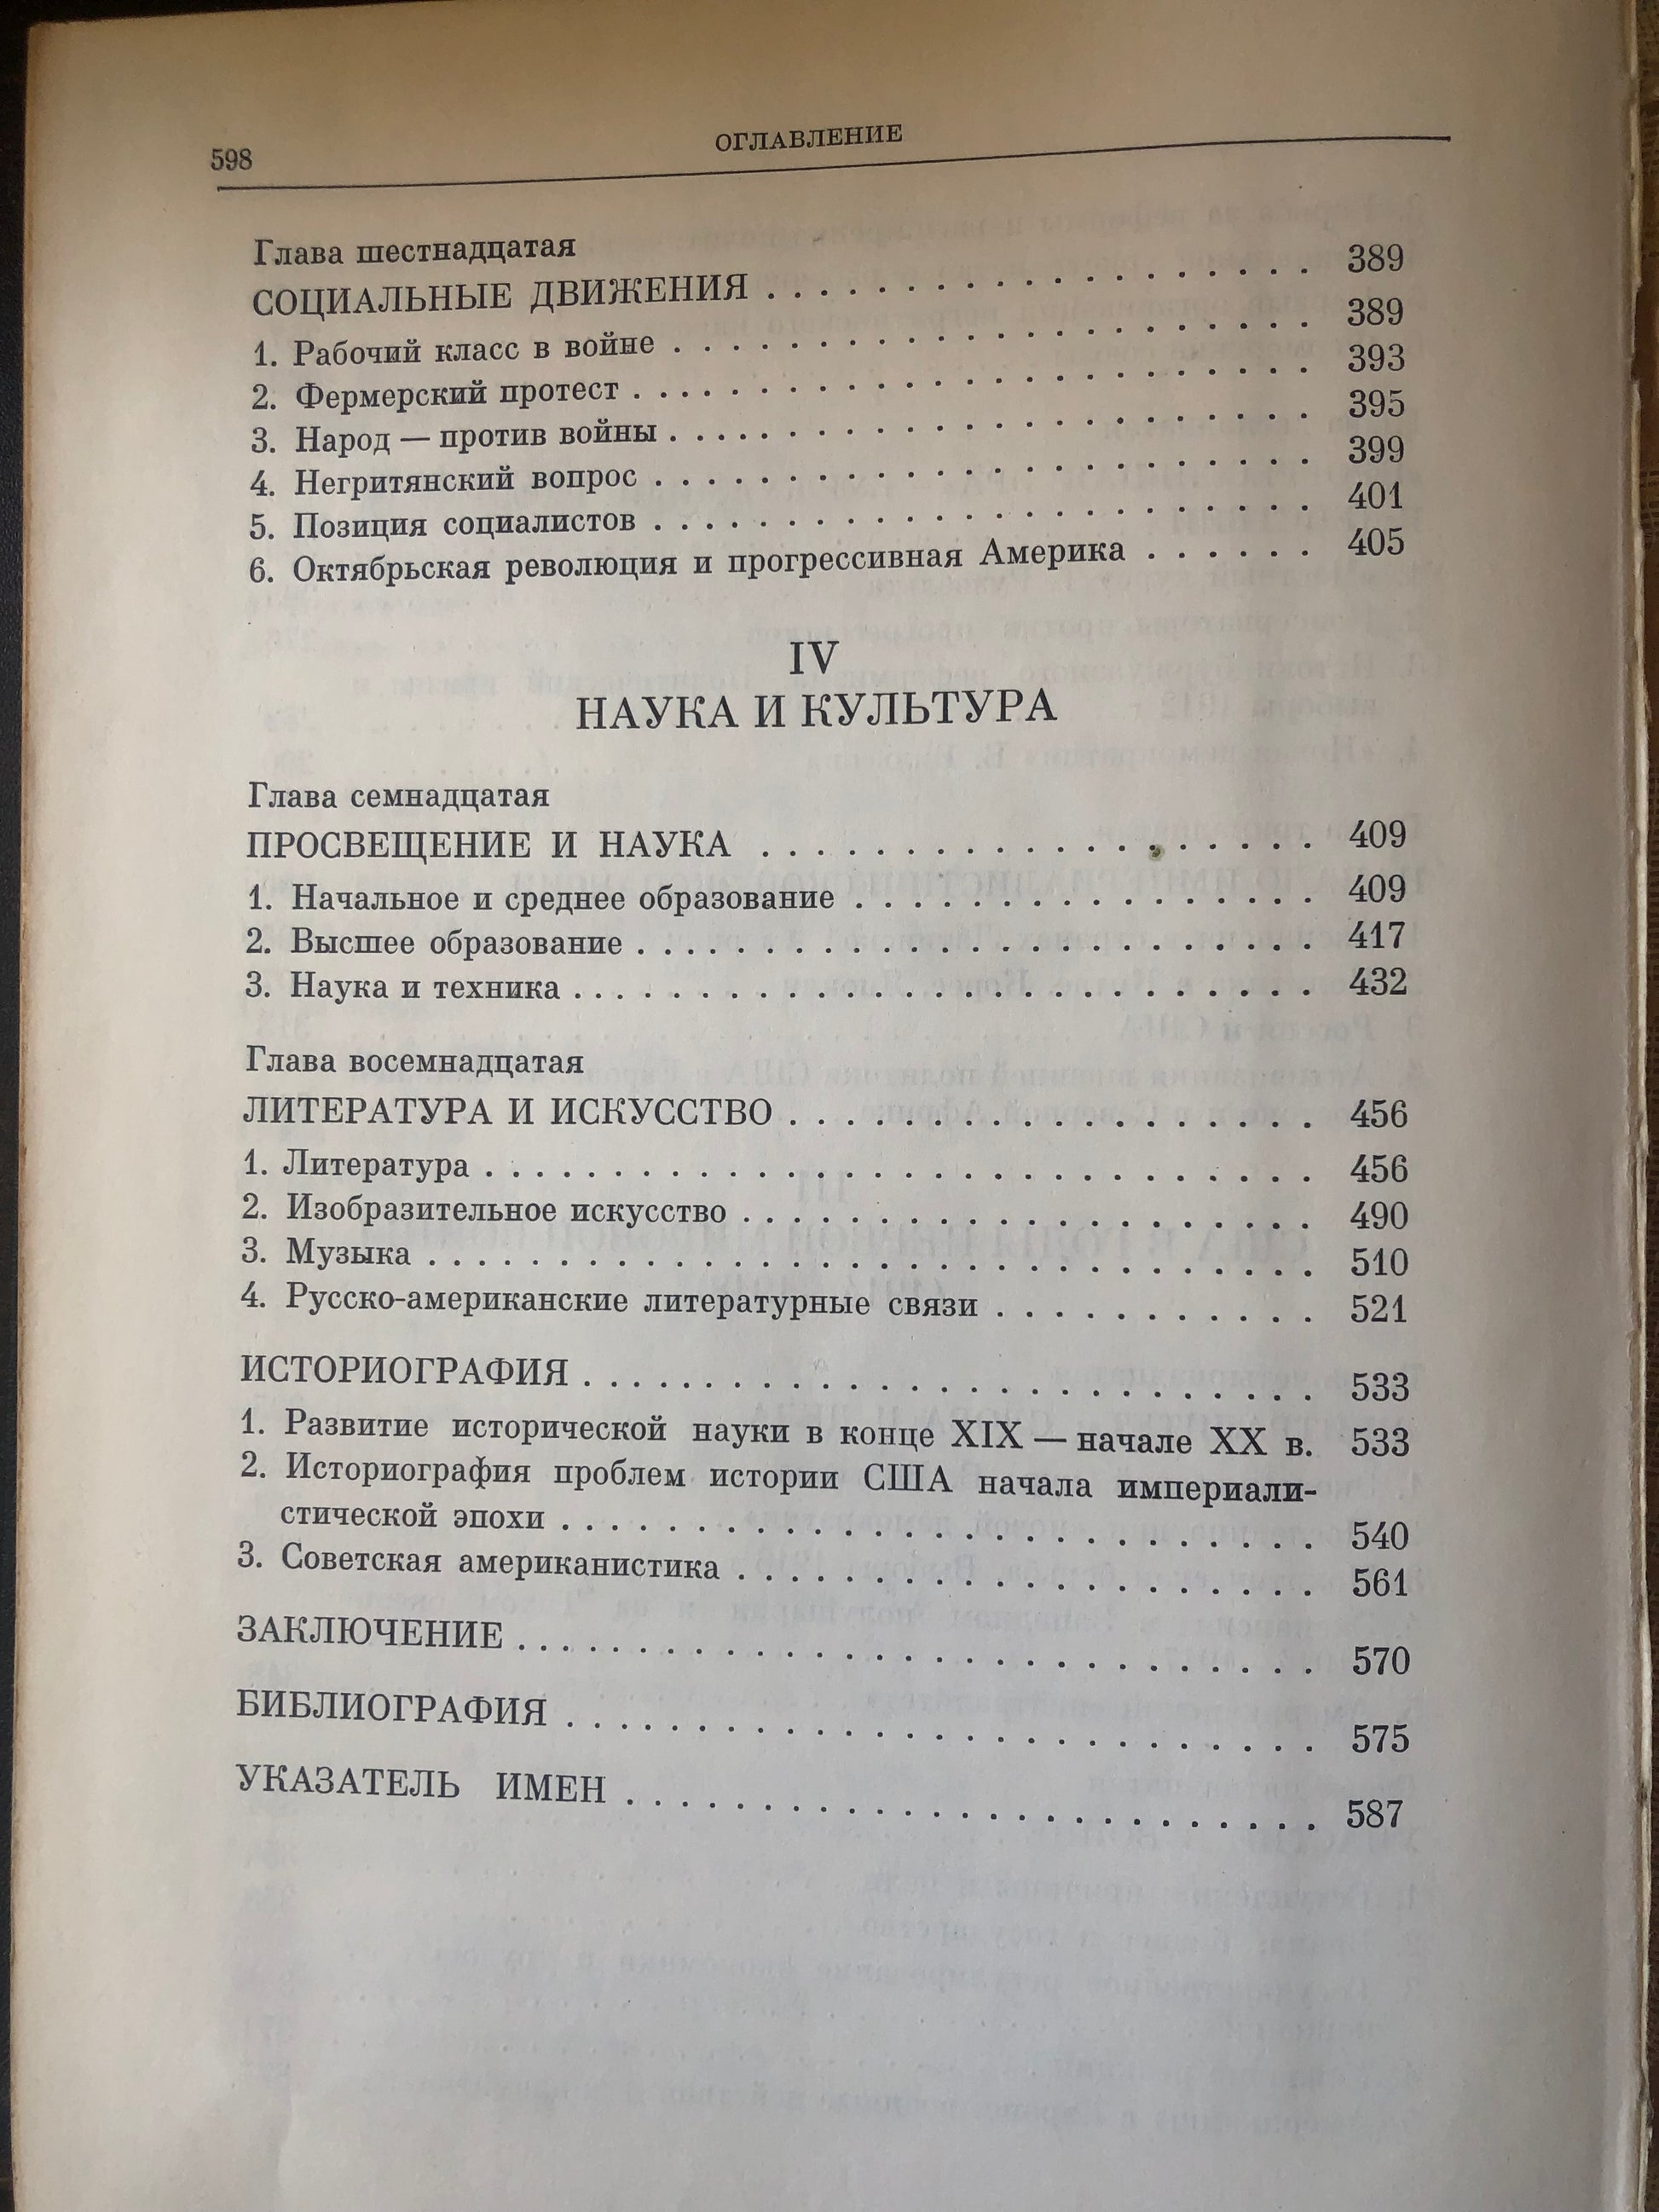 598
ОГЛАВЛЕНИЕ
Глава шестнадцатая
СОЦИАЛЬНЫЕ ДВИЖЕНИЯ . . . . . . . . . . . . . . . . . . . . 389
1. Рабочий класс в войне . . . . . . . . . . . . . . . . . . . . 389
2. Фермерский протест . . . . . . . . . . . . . . . . . . . . 393
3. Народ — против войны . . . . . . . . . . . . . . . . . . . . 395
4. Негритянский вопрос . . . . . . . . . . . . . . . . . . . . 399
5. Позиция социалистов . . . . . . . . . . . . . . . . . . . . 401
6. Октябрьская революция и прогрессивная Америка . . . . . . 405
IV
НАУКА И КУЛЬТУРА
Глава семнадцатая
ПРОСВЕЩЕНИЕ И НАУКА . . . . . . . . . . . . . . . . . . . . 409
1. Начальное и среднее образование . . . . . . . . . . . . . . . . 409
2. Высшее образование . . . . . . . . . . . . . . . . . . . . 417
3. Наука и техника . . . . . . . . . . . . . . . . . . . . 432
Глава восемнадцатая
ЛИТЕРАТУРА И ИСКУССТВО . . . . . . . . . . . . . . . . . . 456
1. Литература . . . . . . . . . . . . . . . . . . . . 456
2. Изобразительное искусство . . . . . . . . . . . . . . . . . . . . 490
3. Музыка . . . . . . . . . . . . . . . . . . . . 510
4. Русско-американские литературные связи . . . . . . . . . . . 521
ИСТОРИОГРАФИЯ . . . . . . . . . . . . . . . . . . . . 533
1. Развитие исторической науки в конце XIX — начале XX в. 533
2. Историография проблем истории США начала империали-
стической эпохи . . . . . . . . . . . . . . . . . . . . 540
3. Советская американистика . . . . . . . . . . . . . . . . . . . . 561
ЗАКЛЮЧЕНИЕ . . . . . . . . . . . . . . . . . . . . 570
БИБЛИОГРАФИЯ . . . . . . . . . . . . . . . . . . . . 575
УКАЗАТЕЛЬ ИМЕН . . . . . . . . . . . . . . . . . . . . 587